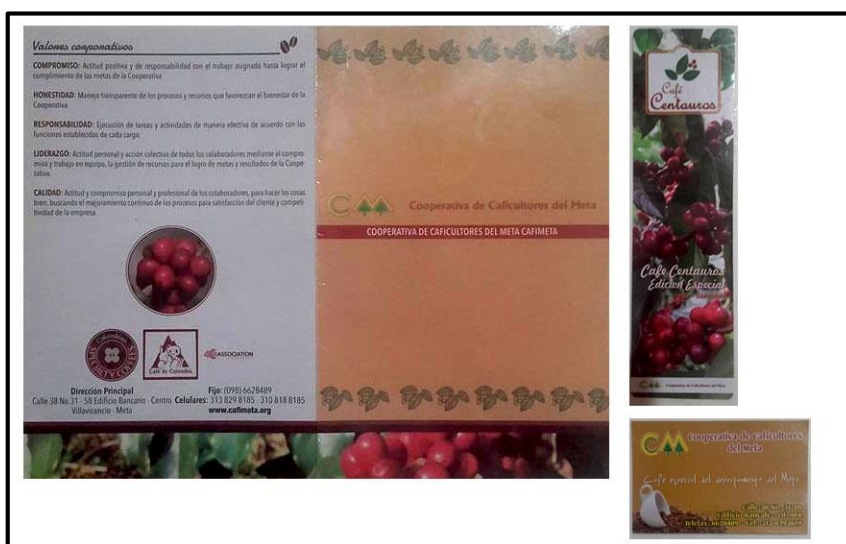 Valores corporativos
COMPROMISO: Actitud positiva y de responsabilidad con el trabajo asignado hasta lograr el
cumplimiento de las metas de la Cooperativa
HONESTIDAD: Manejo transparente de los procesos y recursos que favorezcan el bienestar de la
Cooperativa
RESPONSABILIDAD: Ejecución de tareas y actividades de manera efectiva de acuerdo con las
funciones establecidas de cada cargo.
LIDERAZGO: Actitud personal y acción colectiva de todos los colaboradores mediante el compro-
miso y trabajo en equipo, la gestión de recursos para el logro de metas y resultados de la Coope-
rativa.
CALIDAD: Actitud y compromiso personal y profesional de los colaboradores, para hacer las cosas
bien, buscando el mejoramiento continuo de los procesos para satisfacción del cliente y competi-
tividad de la empresa.
SPECIALTY COFFEE
Café de Colombia
ASSOCIATION
Dirección Principal
Calle 38 No 31 - 58 Edificio Bancario - Centro
Villavicencio - Meta
Fijo: (098) 6628489
Celulares: 313 829 8185 - 310 818 8185
www.cafimeta.org
CM Cooperativa de Caficultores del Meta
COOPERATIVA DE CAFICULTORES DEL META CAFIMETA
Café
Centauros
Cafe Centauros
Edición Especial
CM Cooperativa de Caficultores del Meta
CM Cooperativa de Caficultores
del Meta
Café especial del departamento del Meta